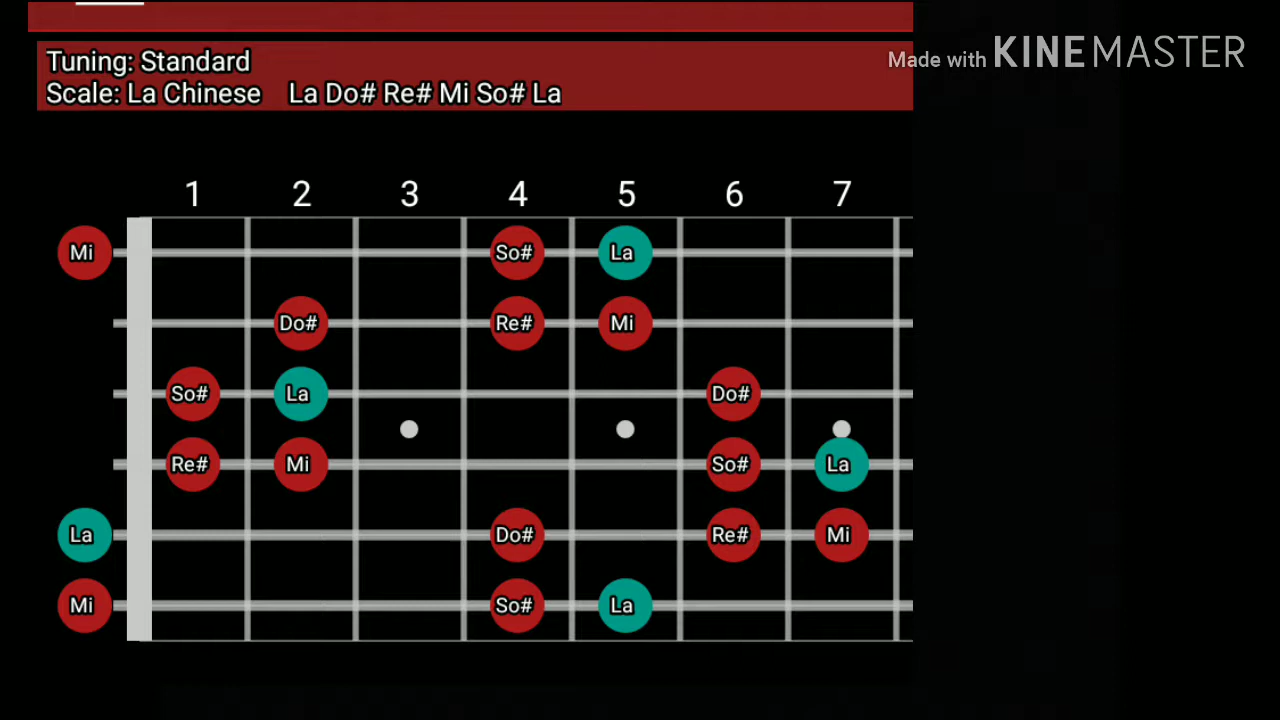 Tuning: Standard
Made with KINEMASTER
Scale: La Chinese La Do# Re# Mi So# La
1 2 3 4 5 6 7
Mi So# La
Do# Re# Mi
So# La Do#
Re# Mi So# La
La Do# Re# Mi
Mi So# La